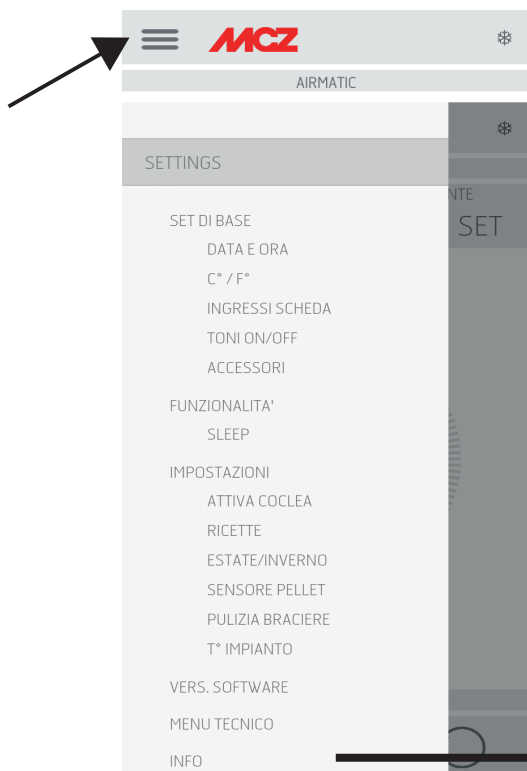 MCZ
AIRMATIC
SETTINGS
NTE
SET
SET DI BASE
DATA E ORA
C° / F°
INGRESSI SCHEDA
TONI ON/OFF
ACCESSORI
FUNZIONALITA'
SLEEP
IMPOSTAZIONI
ATTIVA COCLEA
RICETTE
ESTATE/INVERNO
SENSORE PELLET
PULIZIA BRACIERE
T° IMPIANTO
VERS. SOFTWARE
MENU TECNICO
INFO